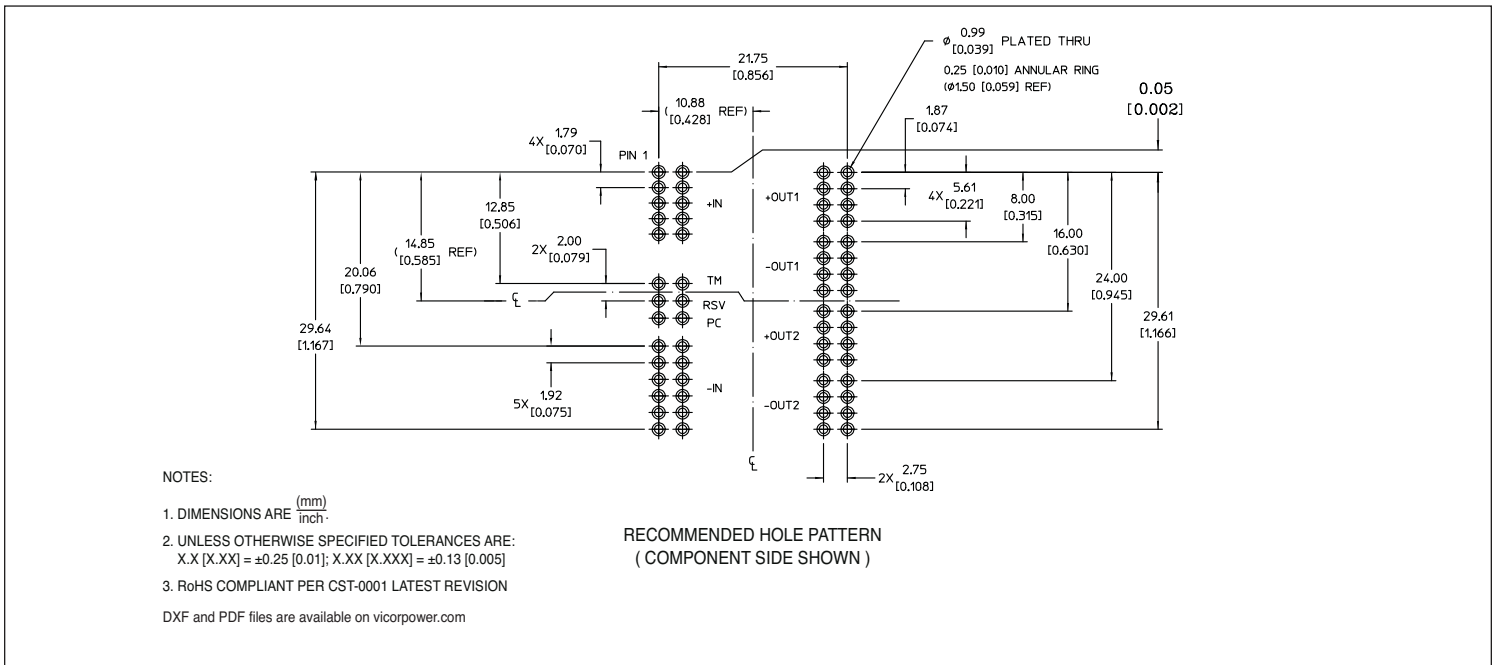 0.99
[0.039]
ø PLATED THRU
0.25 [0.010] ANNULAR RING
(ø1.50 [0.059] REF)
21.75
[0.856]
0.05
[0.002]
10.88
( REF)
[0.428]
1.87
[0.074]
4X 1.79
[0.070]
PIN 1
+IN
+OUT1
4X 5.61
[0.221]
8.00
[0.315]
12.85
[0.506]
16.00
[0.630]
14.85
( REF)
[0.585]
2X 2.00
[0.079]
-OUT1
20.06
[0.790]
TM
24.00
[0.945]
℄
RSV
PC
29.64
[1.167]
+OUT2
29.61
[1.166]
5X 1.92
[0.075]
-IN
-OUT2
℄
2X 2.75
[0.108]
NOTES:
1. DIMENSIONS ARE (mm)
inch.
2. UNLESS OTHERWISE SPECIFIED TOLERANCES ARE:
X.X [X.XX] = ±0.25 [0.01]; X.XX [X.XXX] = ±0.13 [0.005]
3. RoHS COMPLIANT PER CST-0001 LATEST REVISION
DXF and PDF files are available on vicorpower.com
RECOMMENDED HOLE PATTERN
( COMPONENT SIDE SHOWN )